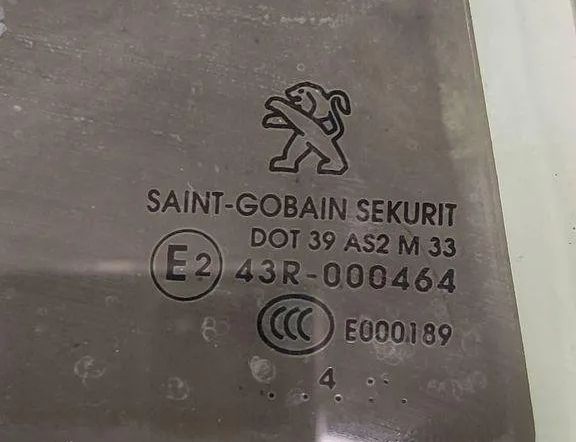 SAINT-GOBAIN SEKURIT
DOT 39 AS2 M 33
E2 43R-000464
CCC E000189
4